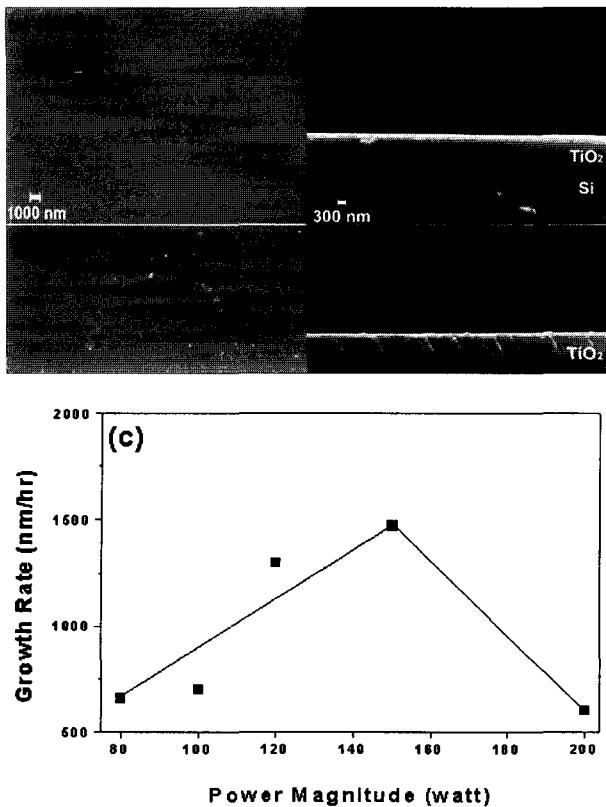 TiO₂
Si
1000 nm
300 nm
TiO₂
(c)
2000
1500
1000
500
Growth Rate (nm/hr)
80 100 120 140 160 180 200
Power Magnitude (watt)